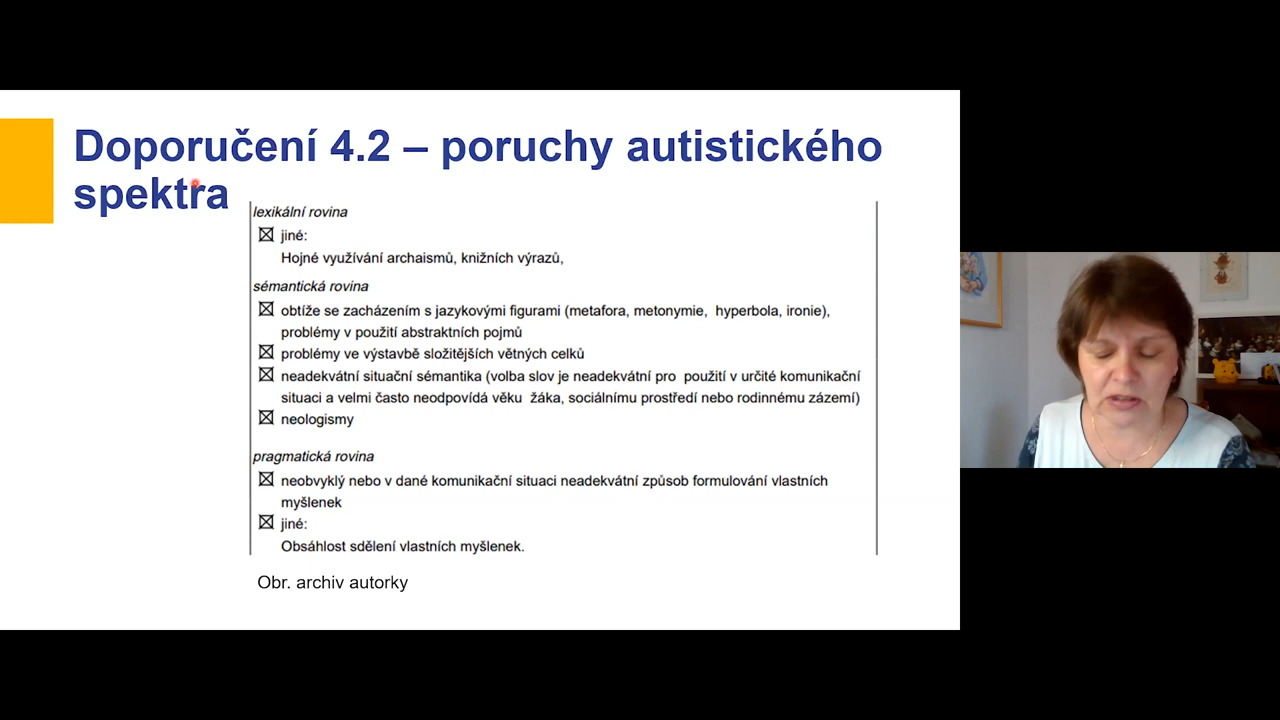 Doporučení 4.2 – poruchy autistického
spektra
lexikální rovina
jiné:
Hojné využívání archaismů, knižních výrazů,
sémantická rovina
obtíže se zacházením s jazykovými figurami (metafora, metonymie, hyperbola, ironie),
problémy v použití abstraktních pojmů
problémy ve výstavbě složitějších větných celků
neadekvátní situační sémantika (volba slov je neadekvátní pro použití v určité komunikační
situaci a velmi často neodpovídá věku žáka, sociálnímu prostředí nebo rodinnému zázemí)
neologismy
pragmatická rovina
neobvyklý nebo v dané komunikační situaci neadekvátní způsob formulování vlastních
myšlenek
jiné:
Obsáhlost sdělení vlastních myšlenek.
Obr. archiv autorky